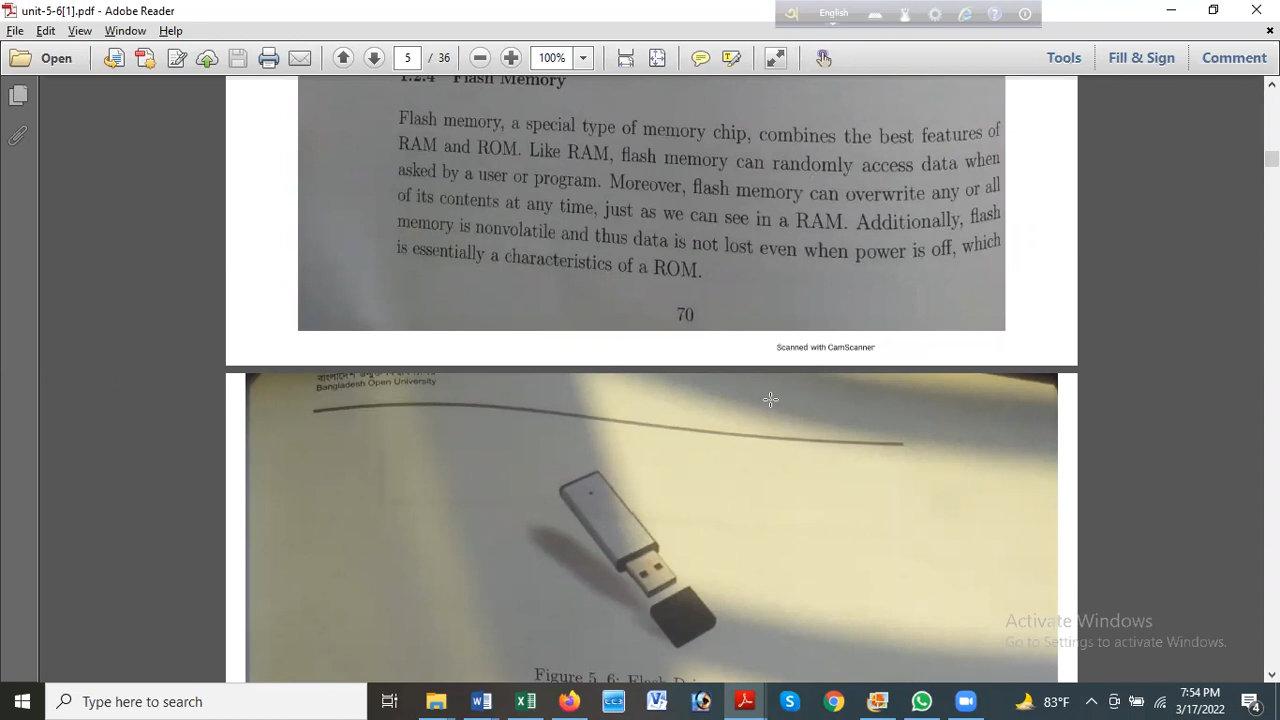 unit-5-6[1].pdf - Adobe Reader
English
File Edit View Window Help
Open 5 / 36 100% Tools Fill & Sign Comment
1.2.4 Flash Memory
Flash memory, a special type of memory chip, combines the best features of
RAM and ROM. Like RAM, flash memory can randomly access data when
asked by a user or program. Moreover, flash memory can overwrite any or all
of its contents at any time, just as we can see in a RAM. Additionally, flash
memory is nonvolatile and thus data is not lost even when power is off, which
is essentially a characteristics of a ROM.
70
Scanned with CamScanner
Bangladesh Open University
Figure 5.6: Flash
Activate Windows
Go to Settings to activate Windows.
Type here to search
83°F
7:54 PM
3/17/2022
4